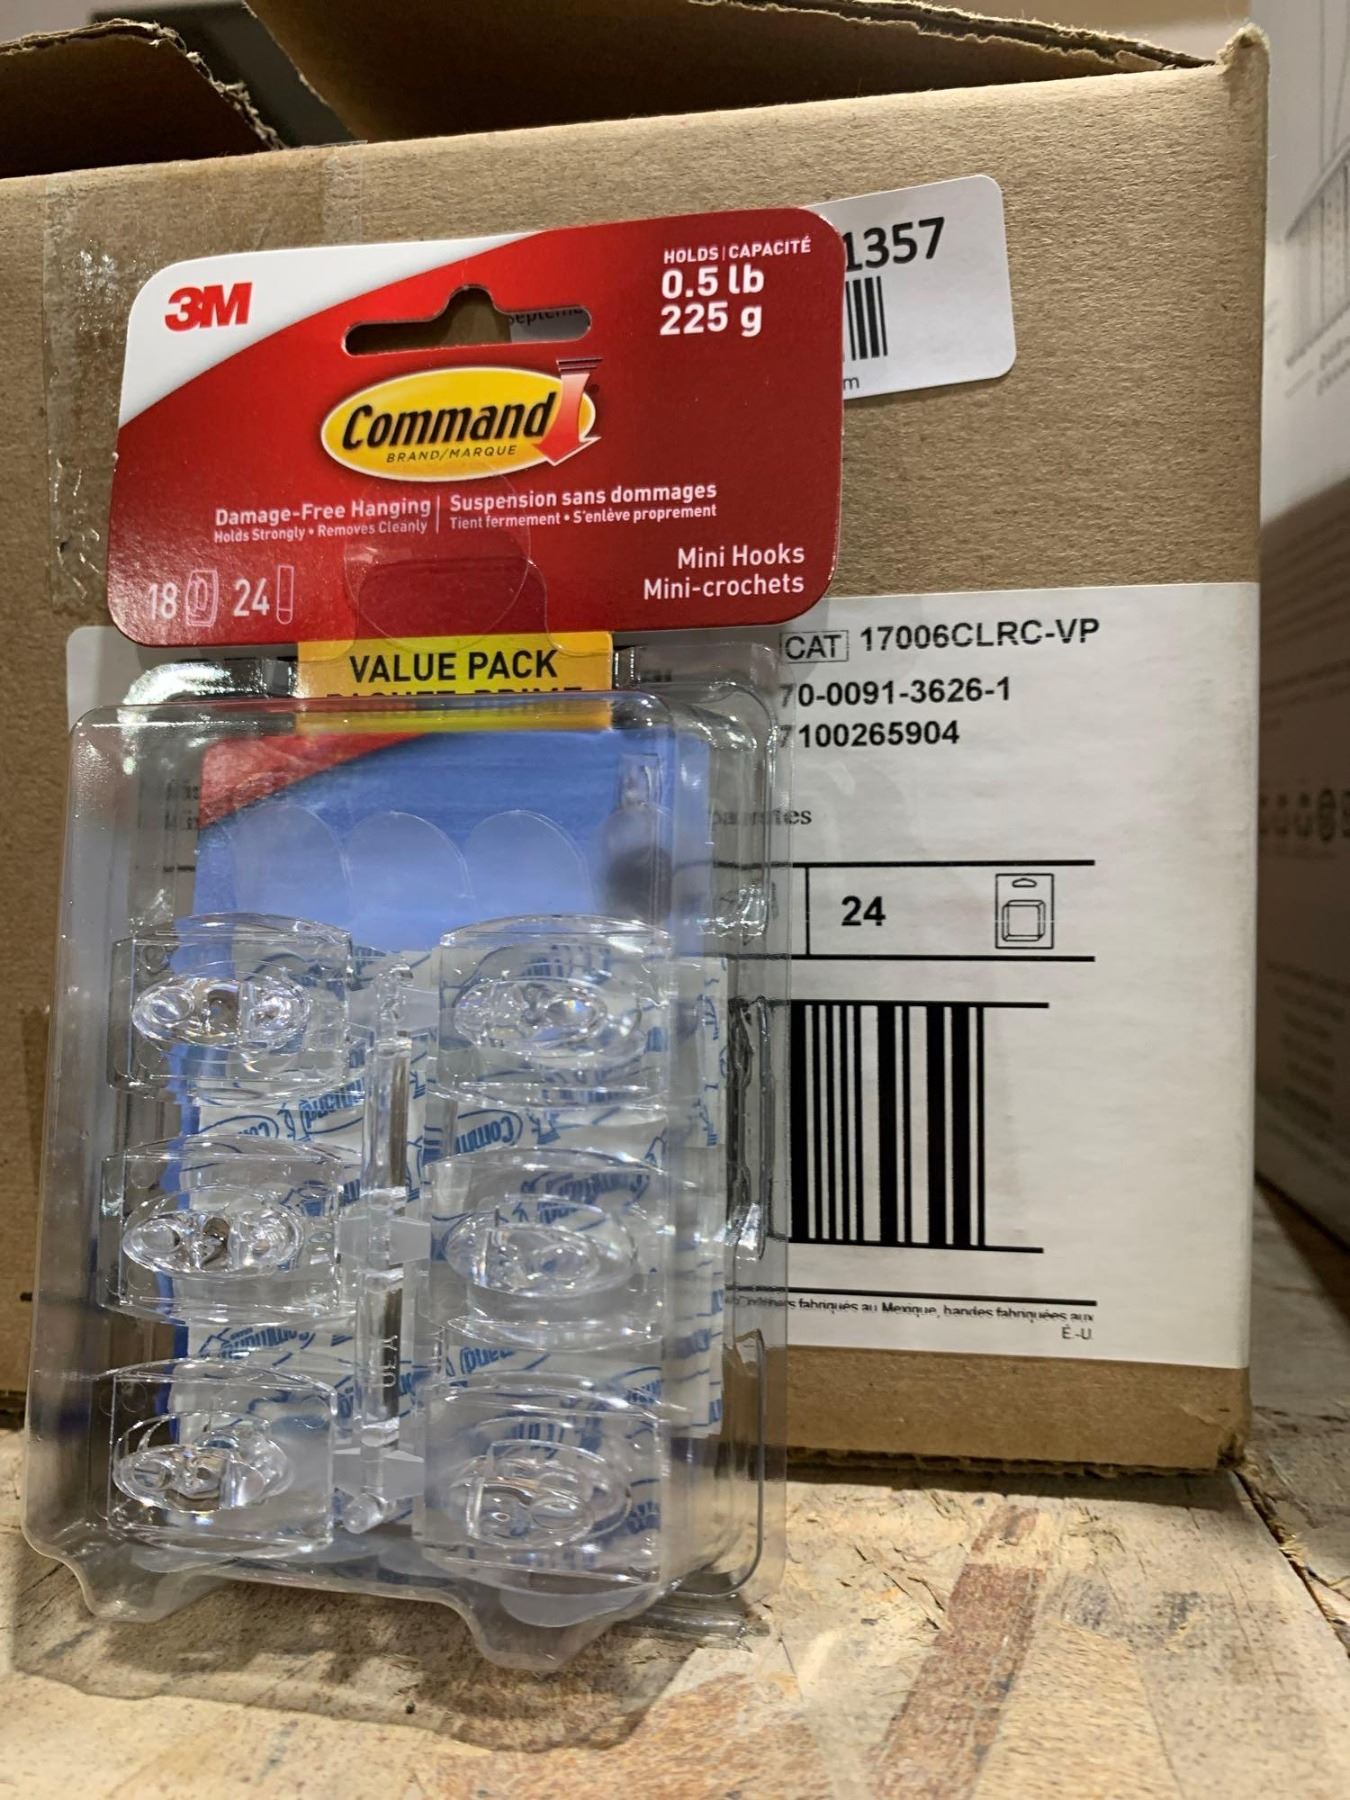 1357
m
3M
HOLDS | CAPACITÉ
0.5 lb
225 g
Command
BRAND/MARQUE
Damage-Free Hanging | Suspension sans dommages
Holds Strongly • Removes Cleanly | Tient fermement • S'enlève proprement
Mini Hooks
Mini-crochets
18 24
VALUE PACK
CAT 17006CLRC-VP
70-0091-3626-1
7100265904
24
fabriqués au Mexique, bandes fabriquées aux
É.-U.